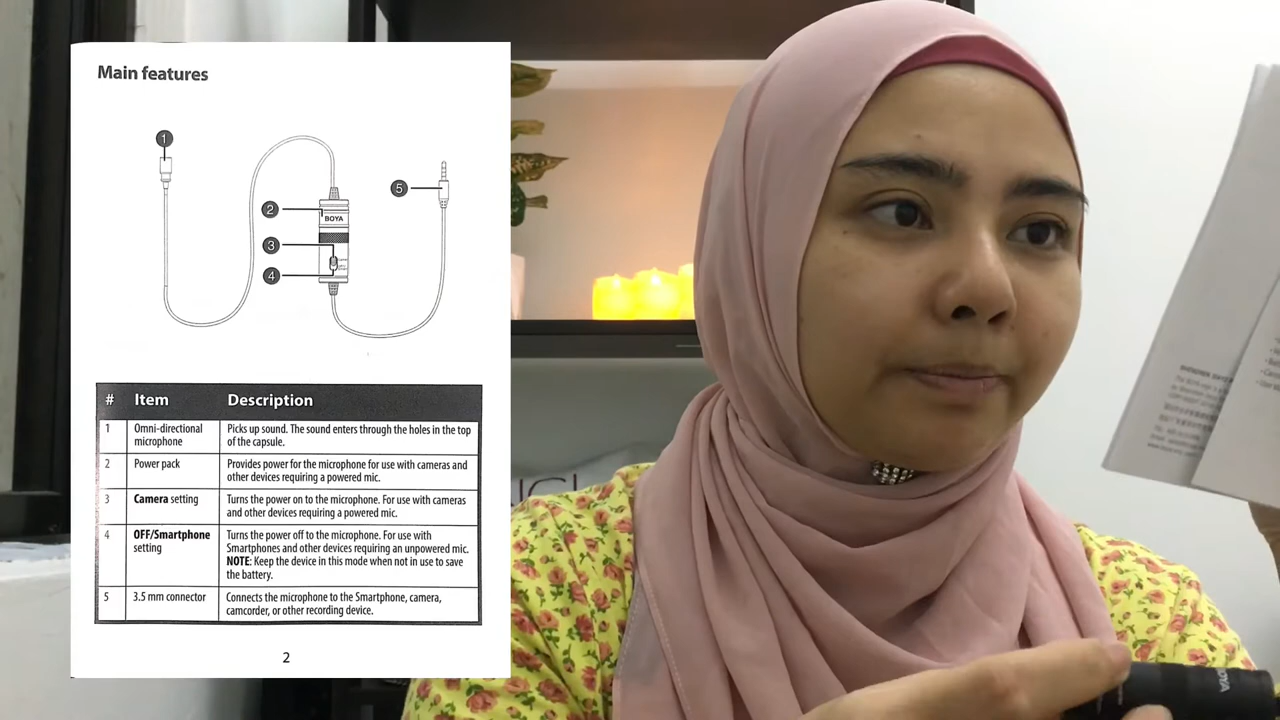 Main features
1
2
BOYA
3
4
5
# Item Description
1 Omni-directional microphone Picks up sound. The sound enters through the holes in the top of the capsule.
2 Power pack Provides power for the microphone for use with cameras and other devices requiring a powered mic.
3 Camera setting Turns the power on to the microphone. For use with cameras and other devices requiring a powered mic.
4 OFF/Smartphone setting Turns the power off to the microphone. For use with Smartphones and other devices requiring an unpowered mic. NOTE: Keep the device in this mode when not in use to save the battery.
5 3.5 mm connector Connects the microphone to the Smartphone, camera, camcorder, or other recording device.
2
BOYA